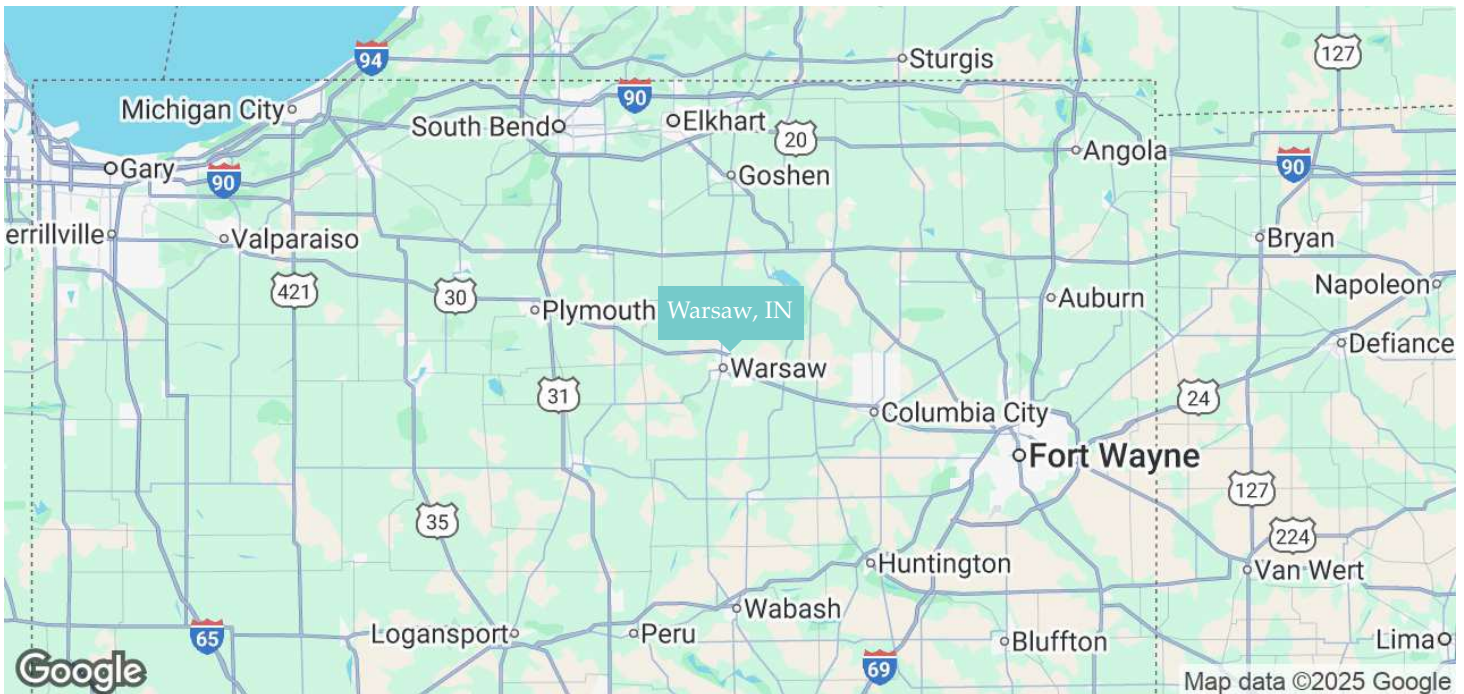 94
Sturgis
127
Michigan City
90
South Bend
Elkhart
20
Angola
Gary
90
Goshen
90
errillville
Valparaiso
Bryan
421
30
Napoleon
Auburn
Plymouth
Warsaw, IN
Defiance
Warsaw
31
24
Columbia City
Fort Wayne
127
35
224
Huntington
Van Wert
Wabash
65
Logansport
Peru
Bluffton
Lima
Google
69
Map data ©2025 Google